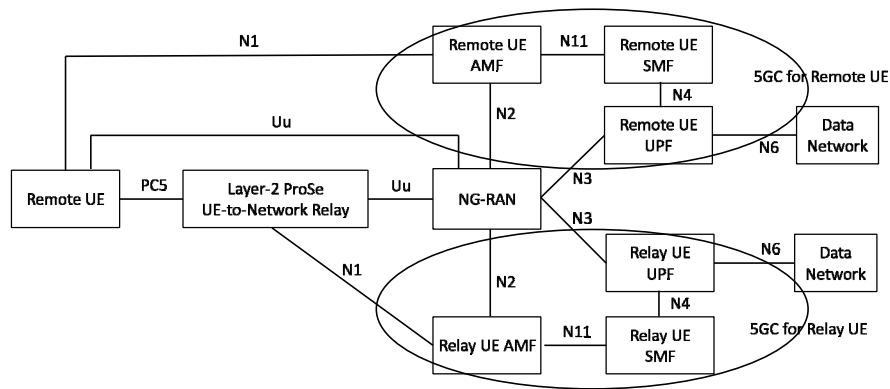 N1
Remote UE
AMF
N11
Remote UE
SMF
5GC for Remote UE
N4
N2
Uu
Remote UE
UPF
N6
Data
Network
N3
Remote UE
PC5
Layer-2 ProSe
UE-to-Network Relay
Uu
NG-RAN
N3
N1
N2
Relay UE
UPF
N6
Data
Network
N4
5GC for Relay UE
Relay UE AMF
N11
Relay UE
SMF